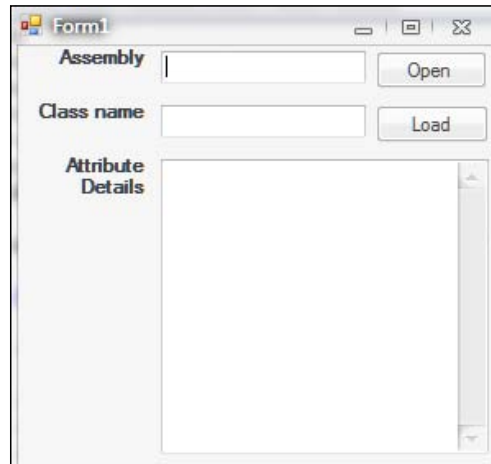 Form1
Assembly
Open
Class name
Load
Attribute
Details